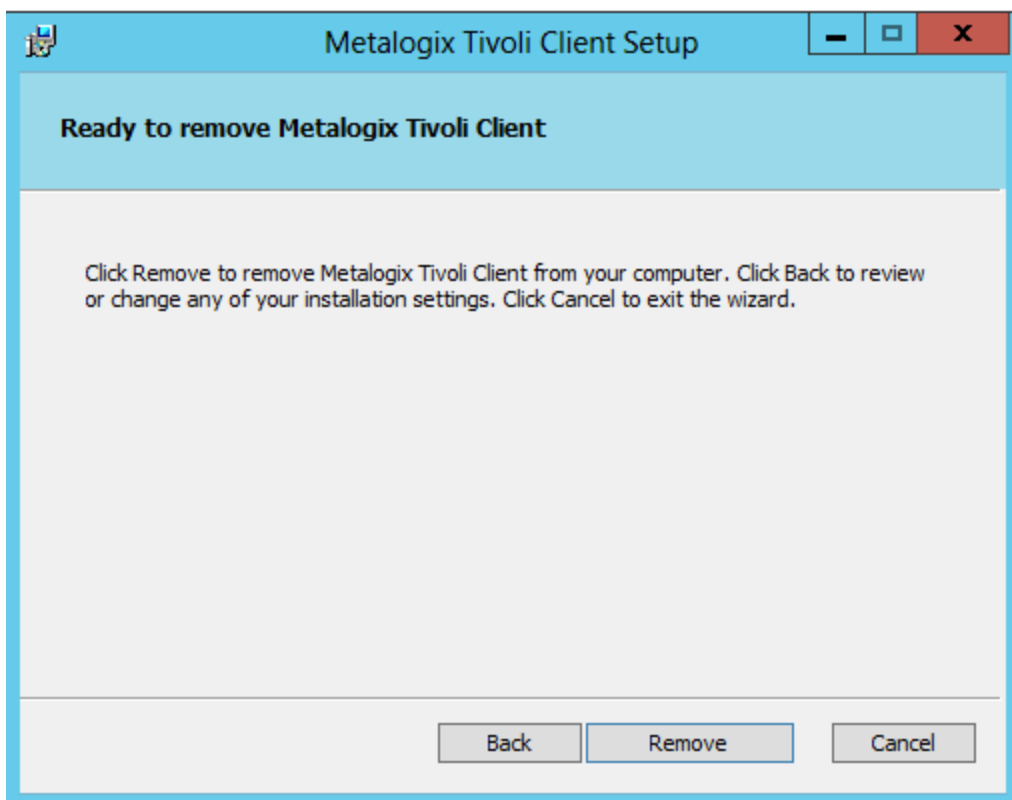 Metalogix Tivoli Client Setup
Ready to remove Metalogix Tivoli Client
Click Remove to remove Metalogix Tivoli Client from your computer. Click Back to review
or change any of your installation settings. Click Cancel to exit the wizard.
Back Remove Cancel